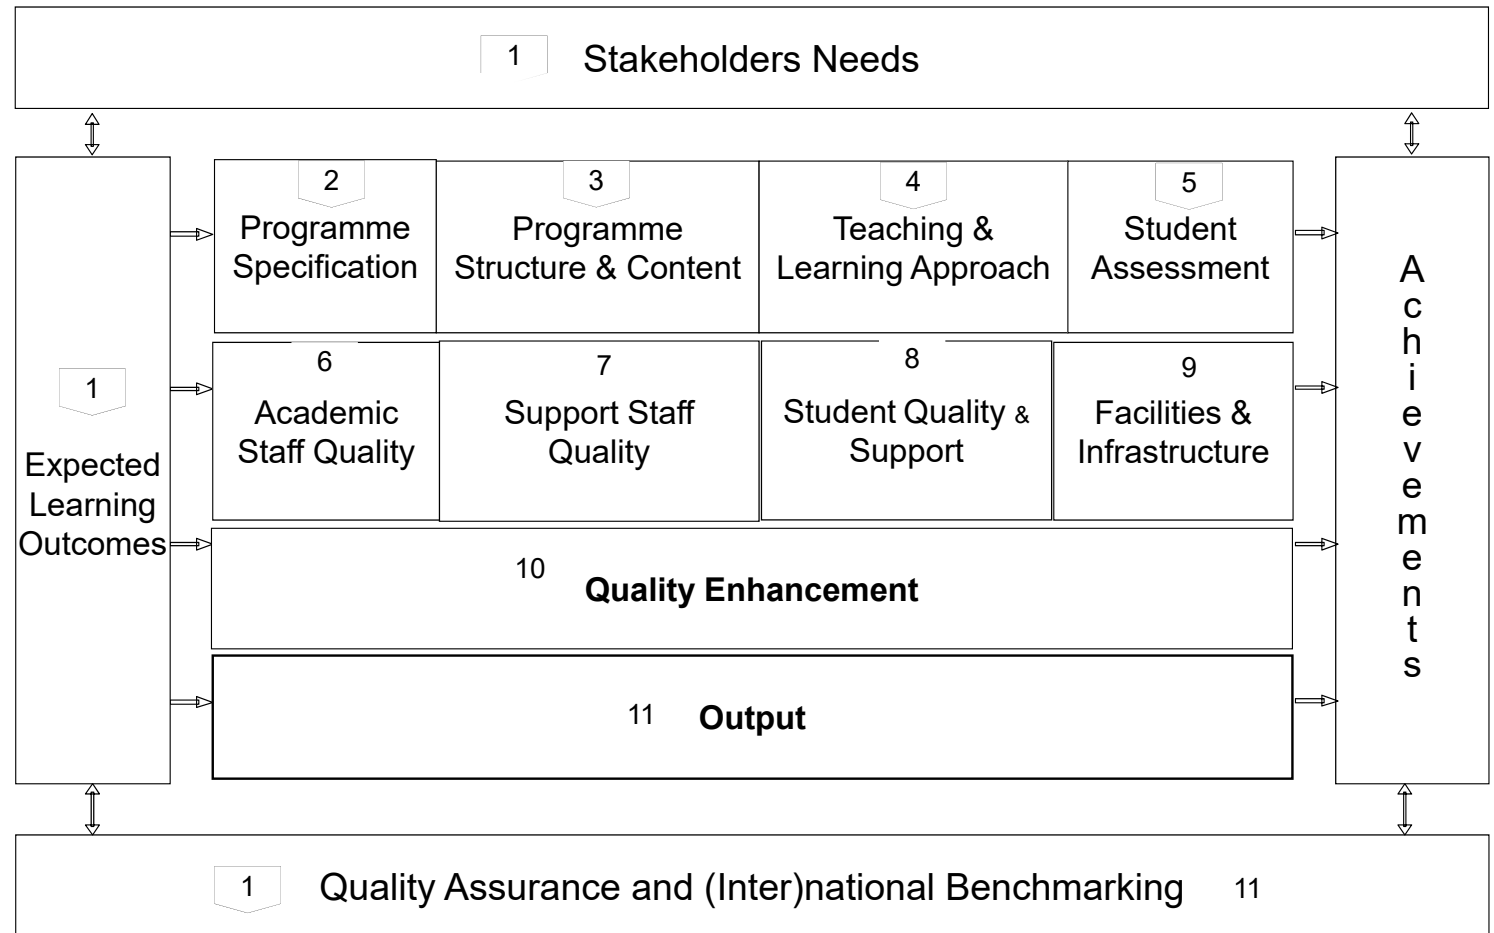 1 Stakeholders Needs
1
Expected
Learning
Outcomes
2
Programme
Specification
3
Programme
Structure & Content
4
Teaching &
Learning Approach
5
Student
Assessment
6
Academic
Staff Quality
7
Support Staff
Quality
8
Student Quality &
Support
9
Facilities &
Infrastructure
10 Quality Enhancement
11 Output
A
c
h
i
e
v
e
m
e
n
t
s
1 Quality Assurance and (Inter)national Benchmarking 11